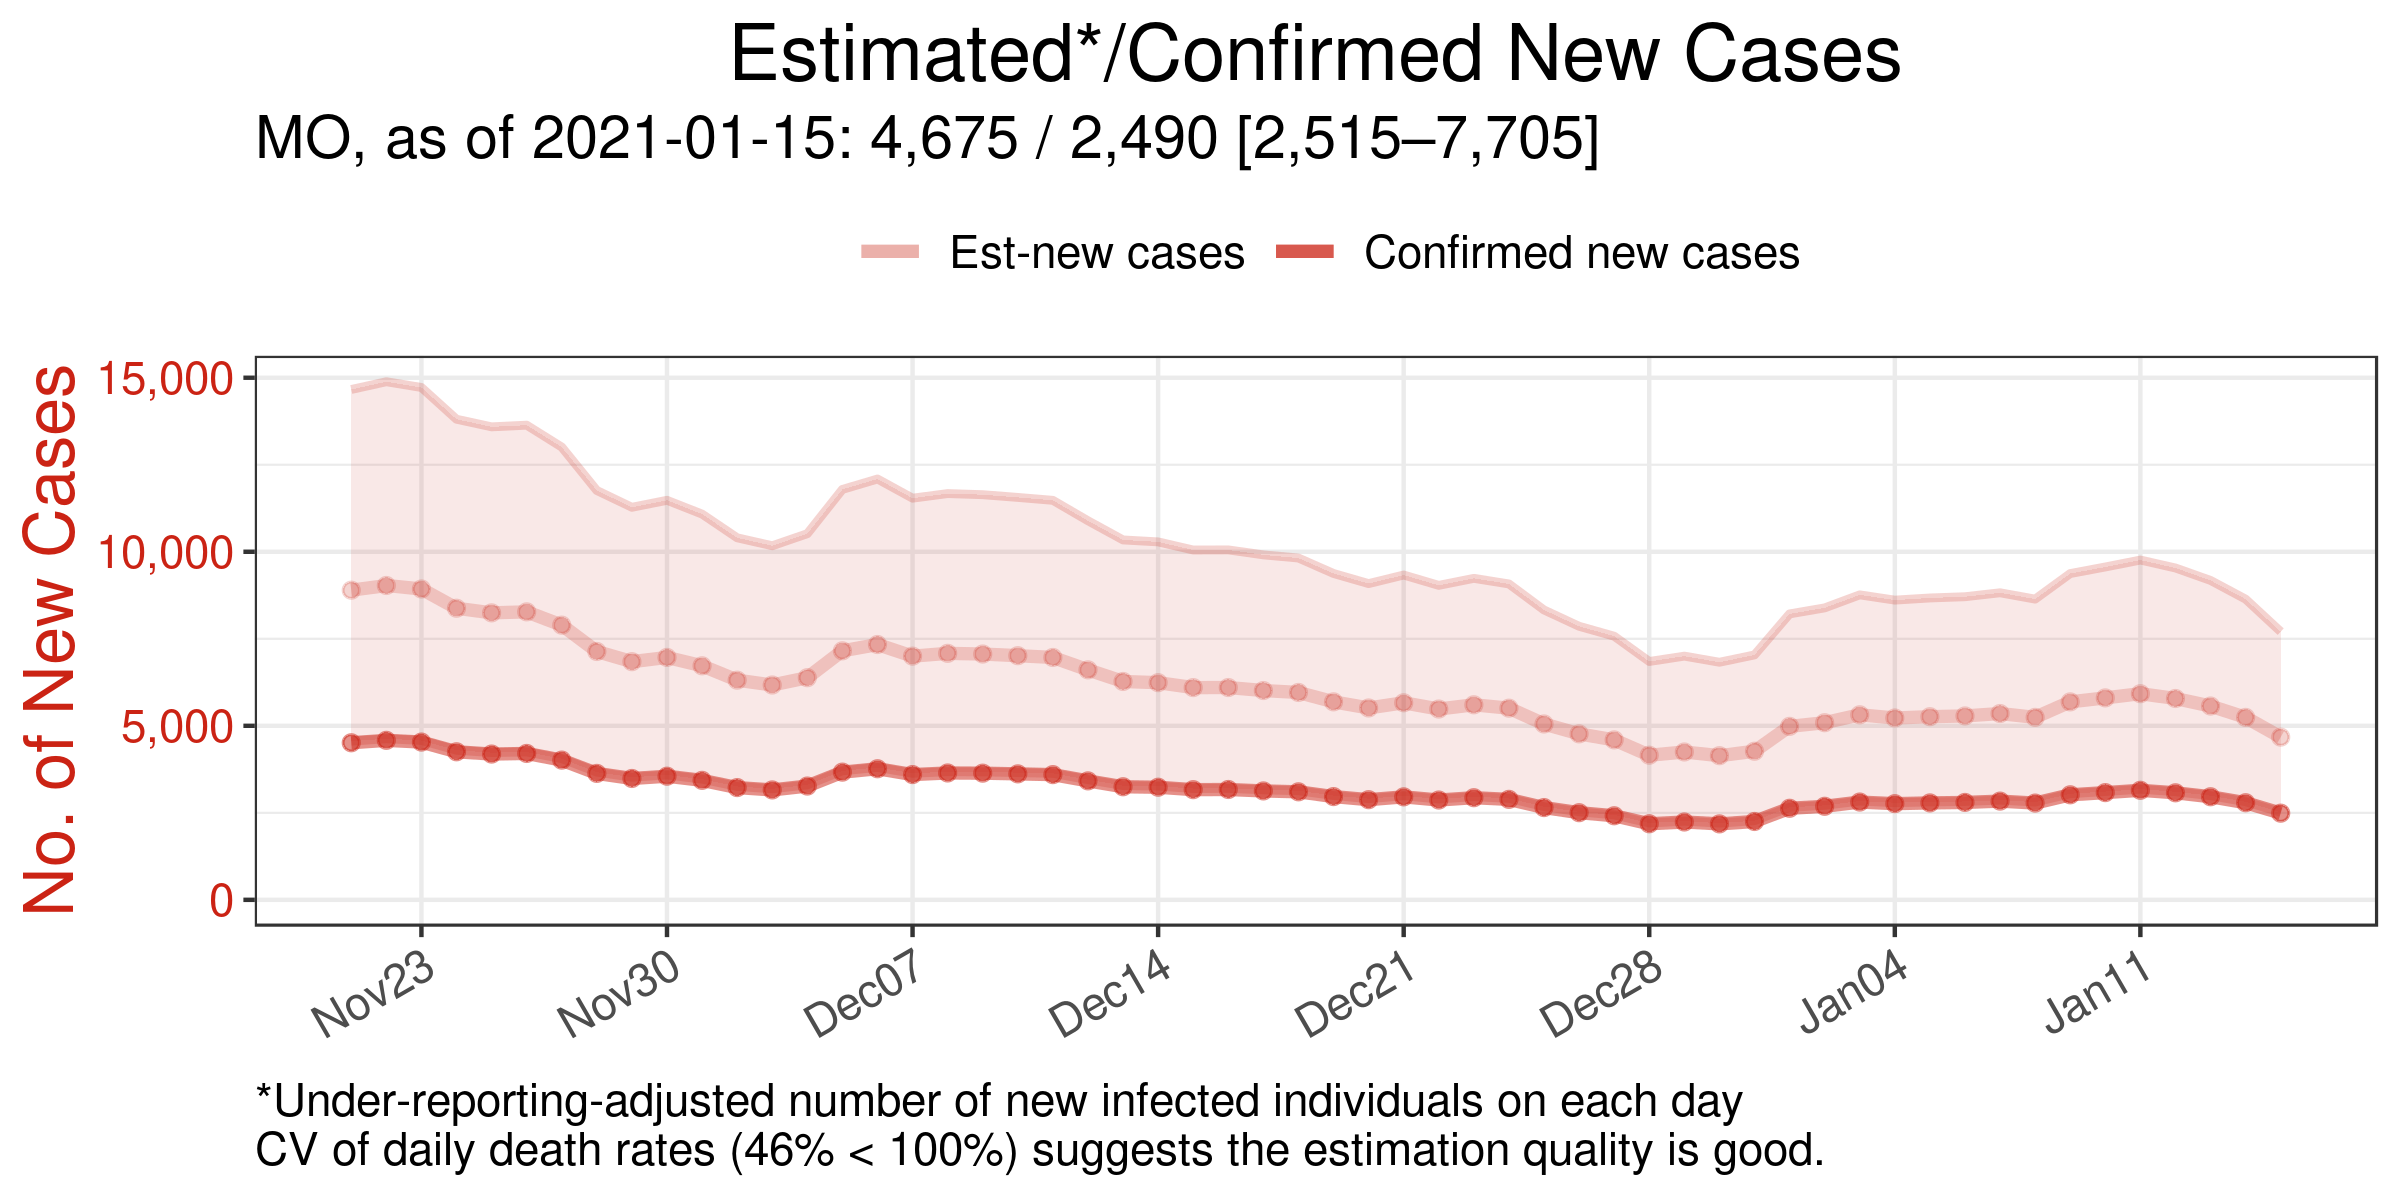 Estimated*/Confirmed New Cases
MO, as of 2021-01-15: 4,675 / 2,490 [2,515–7,705]
Est-new cases
Confirmed new cases
No. of New Cases
15,000
10,000
5,000
0
Nov23
Nov30
Dec07
Dec14
Dec21
Dec28
Jan04
Jan11
*Under-reporting-adjusted number of new infected individuals on each day
CV of daily death rates (46% < 100%) suggests the estimation quality is good.